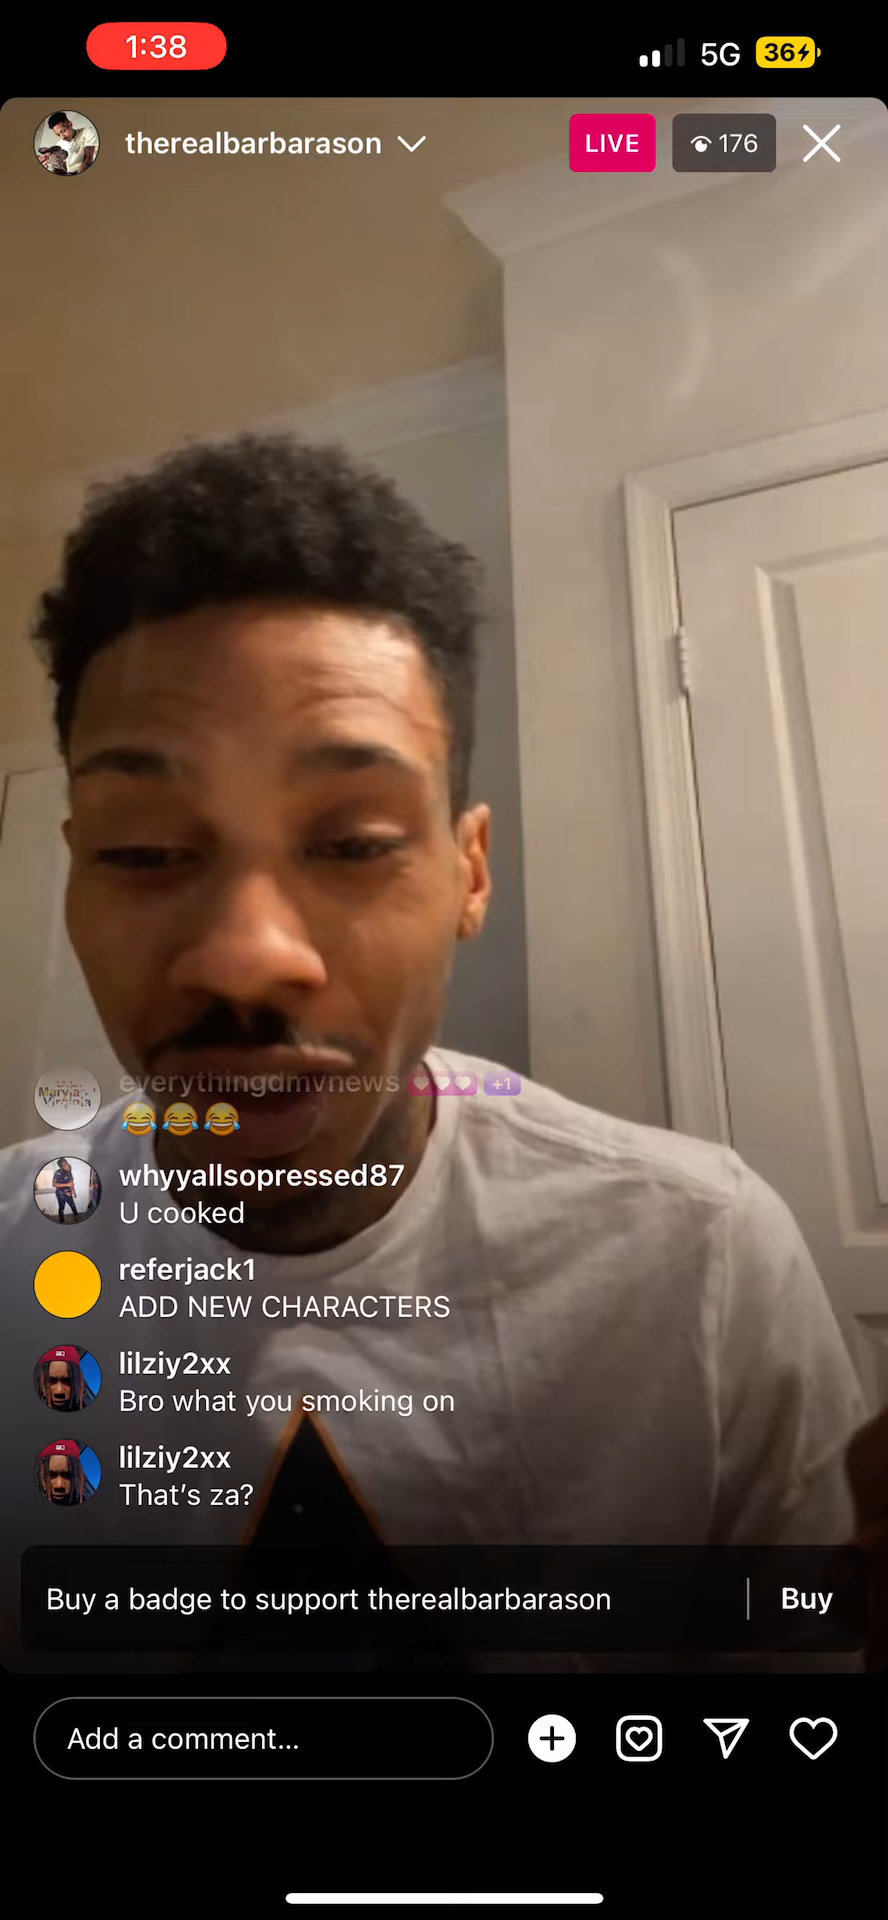 1:38
5G
36
therealbarbarason
LIVE
176
everythingdmvnews
+1
😂😂😂
whyyallsopressed87
U cooked
referjack1
ADD NEW CHARACTERS
lilziy2xx
Bro what you smoking on
lilziy2xx
That's za?
Buy a badge to support therealbarbarason
Buy
Add a comment...